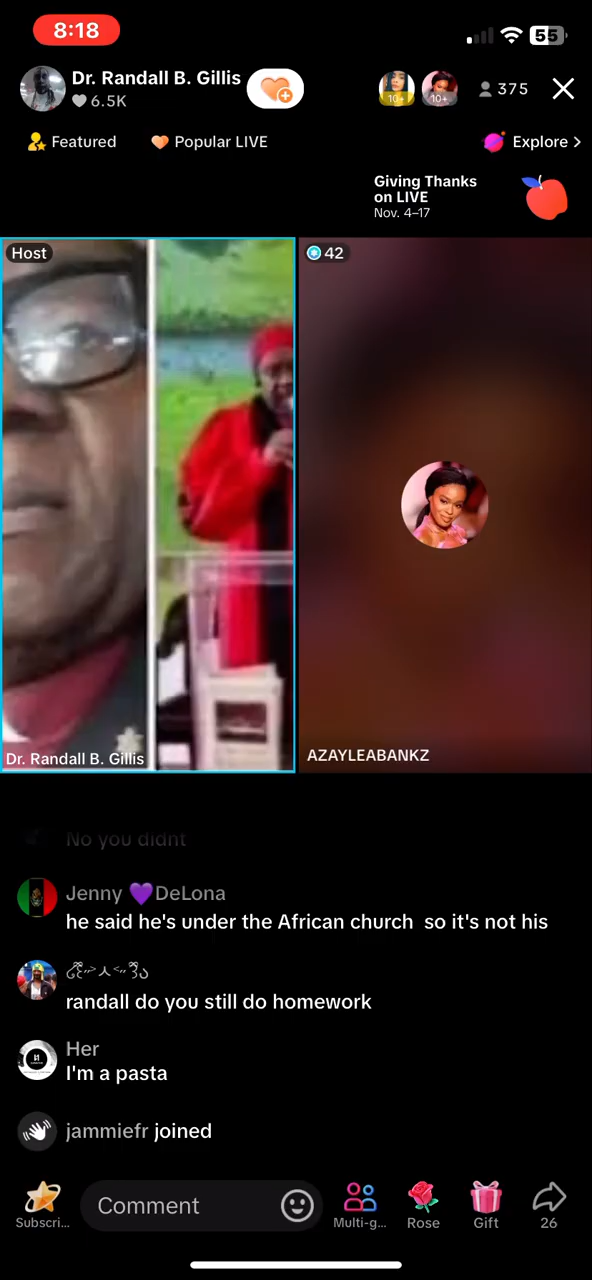 8:18
55
Dr. Randall B. Gillis
6.5K
10+
10+
375
Featured
Popular LIVE
Explore >
Giving Thanks
on LIVE
Nov. 4–17
Host
42
Dr. Randall B. Gillis
AZAYLEABANKZ
No you didnt
Jenny 💜DeLona
he said he's under the African church so it's not his
randall do you still do homework
Her
I'm a pasta
jammiefr joined
Subscri...
Comment
Multi-g...
Rose
Gift
26